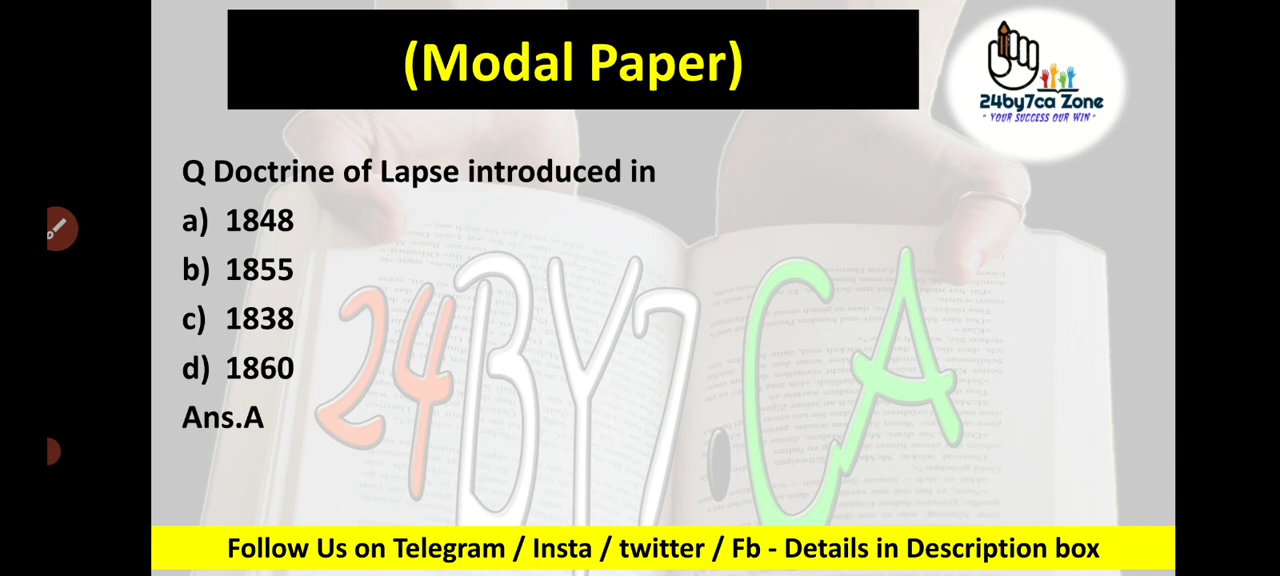 (Modal Paper)
24by7ca Zone
" YOUR SUCCESS OUR WIN "
Q Doctrine of Lapse introduced in
a) 1848
b) 1855
c) 1838
d) 1860
Ans.A
24BY7.CA
Follow Us on Telegram / Insta / twitter / Fb - Details in Description box